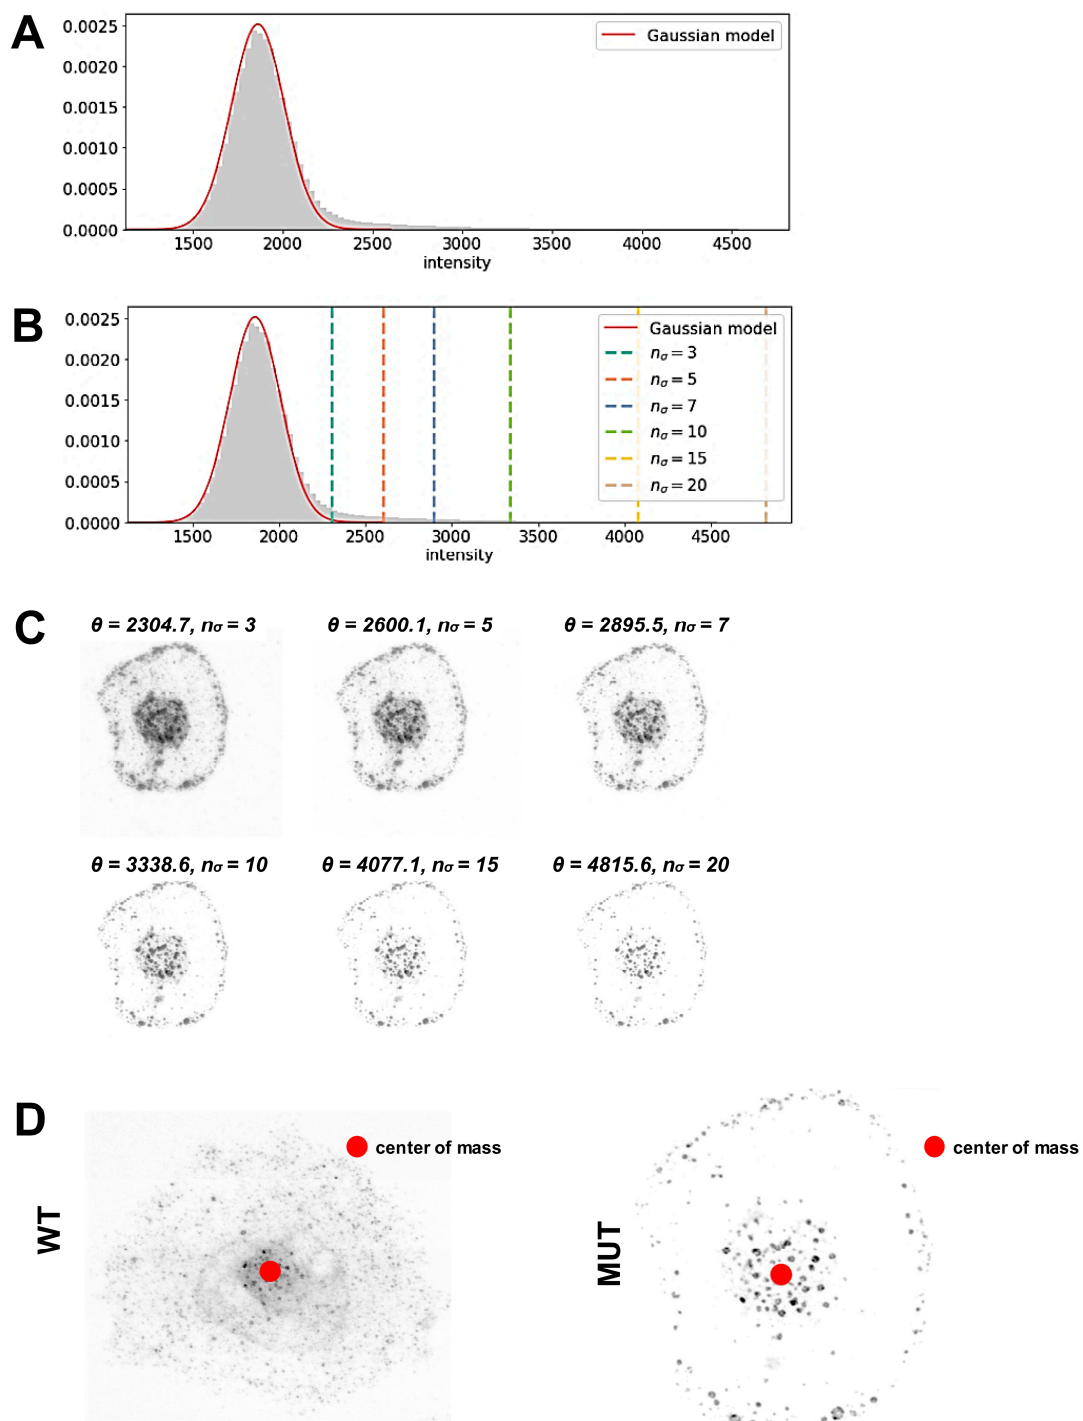 A
0.0025
0.0020
0.0015
0.0010
0.0005
0.0000
Gaussian model
1500 2000 2500 3000 3500 4000 4500
intensity
B
0.0025
0.0020
0.0015
0.0010
0.0005
0.0000
Gaussian model
nσ = 3
nσ = 5
nσ = 7
nσ = 10
nσ = 15
nσ = 20
1500 2000 2500 3000 3500 4000 4500
intensity
C
θ = 2304.7, nσ = 3
θ = 2600.1, nσ = 5
θ = 2895.5, nσ = 7
θ = 3338.6, nσ = 10
θ = 4077.1, nσ = 15
θ = 4815.6, nσ = 20
D
WT
center of mass
MUT
center of mass